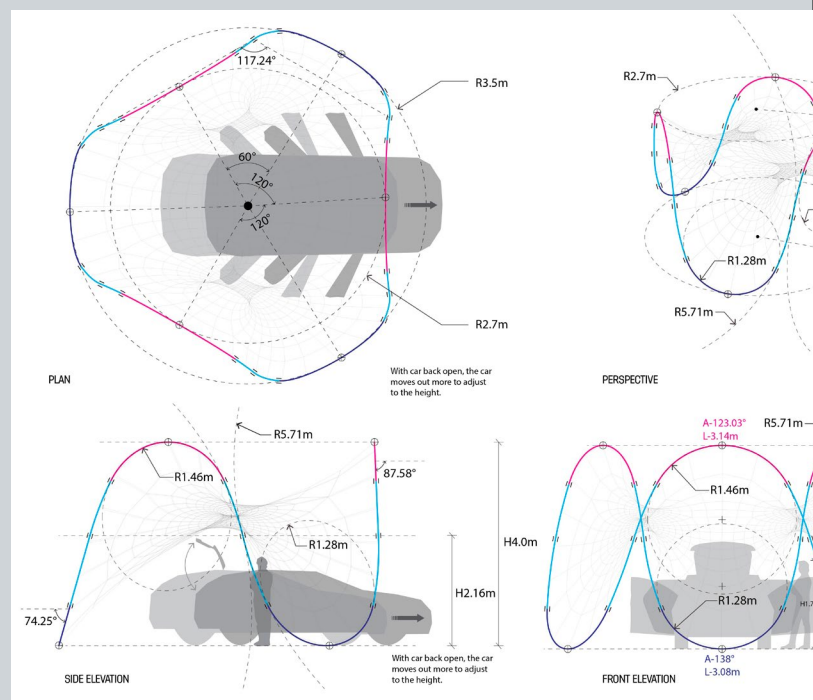 117.24°
R3.5m
60°
120°
120°
R2.7m
With car back open, the car
moves out more to adjust
to the height.
PLAN
R2.7m
R1.28m
R5.71m
PERSPECTIVE
R5.71m
R1.46m
87.58°
R1.28m
H4.0m
H2.16m
74.25°
With car back open, the car
moves out more to adjust
to the height.
SIDE ELEVATION
A-123.03°
L-3.14m
R5.71m
R1.46m
R1.28m
A-138°
L-3.08m
FRONT ELEVATION